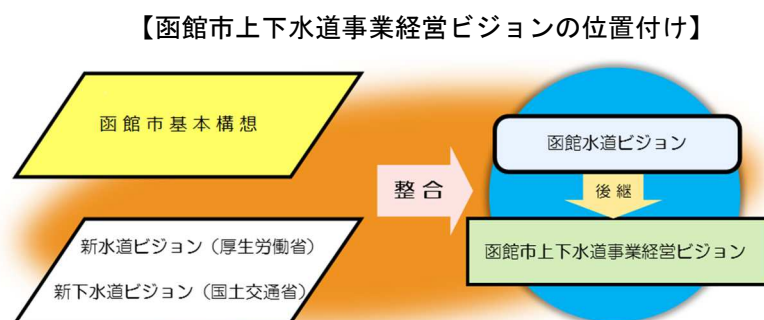 【函館市上下水道事業経営ビジョンの位置付け】
函館市基本構想
新水道ビジョン（厚生労働省）
新下水道ビジョン（国土交通省）
整合
函館水道ビジョン
後継
函館市上下水道事業経営ビジョン